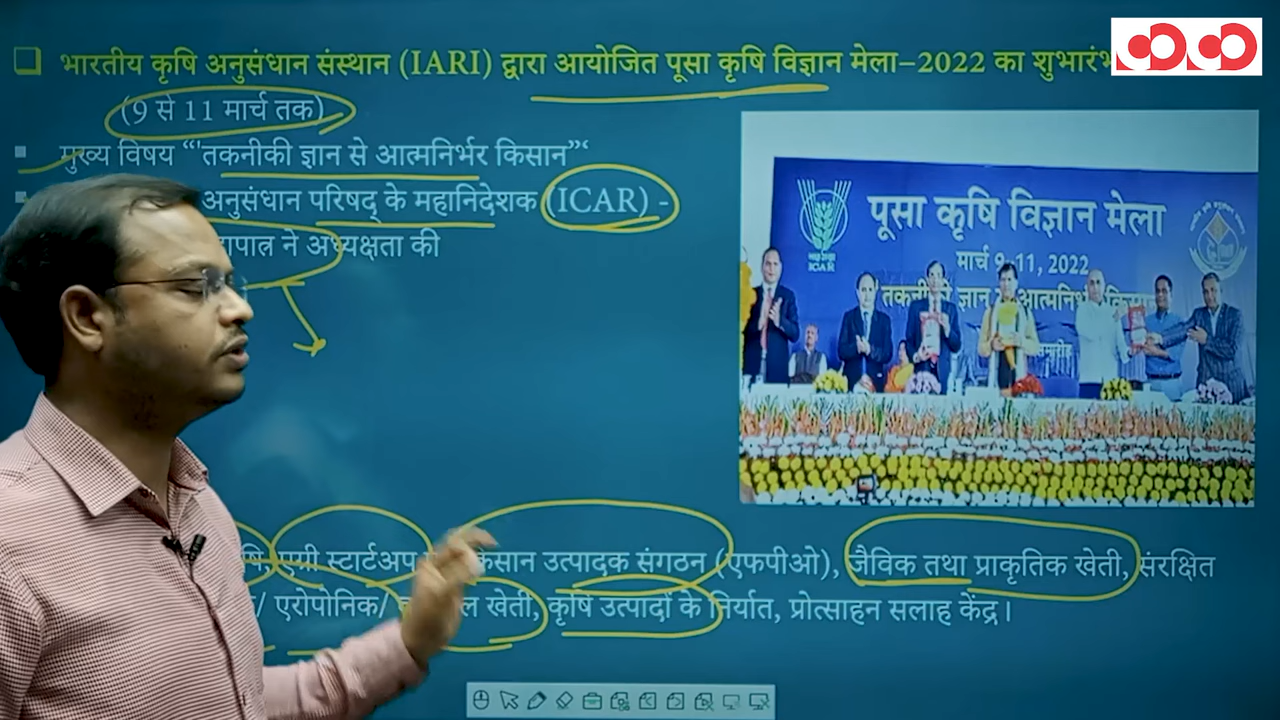 भारतीय कृषि अनुसंधान संस्थान (IARI) द्वारा आयोजित पूसा कृषि विज्ञान मेला–2022 का
(9 से 11 मार्च तक)
मुख्य विषय “'तकनीकी ज्ञान से आत्मनिर्भर किसान”‘
अनुसंधान परिषद् के महानिदेशक (ICAR) -
ने अध्यक्षता की
पूसा कृषि विज्ञान मेला
मार्च 9-11, 2022
ICAR
ज्ञान
एग्री स्टार्टअप उत्पादक संगठन (एफपीओ), जैविक तथा प्राकृतिक खेती, संरक्षित
/ एरोपोनिक/ खेती, कृषि उत्पादों के निर्यात, प्रोत्साहन सलाह केंद्र।